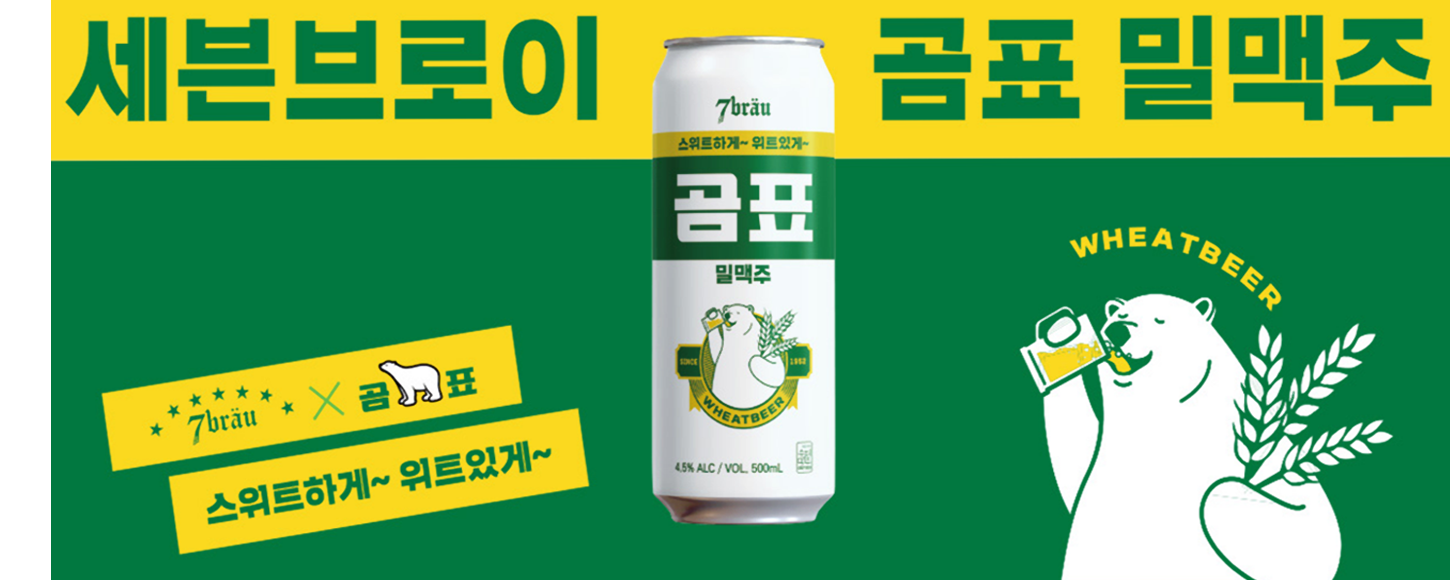 세븐브로이
곰표 밀맥주
7bräu
스위트하게~ 위트있게~
곰표
밀맥주
SINCE 1952
WHEATBEER
4.5% ALC / VOL. 500mL
7bräu × 곰표
스위트하게~ 위트있게~
WHEATBEER